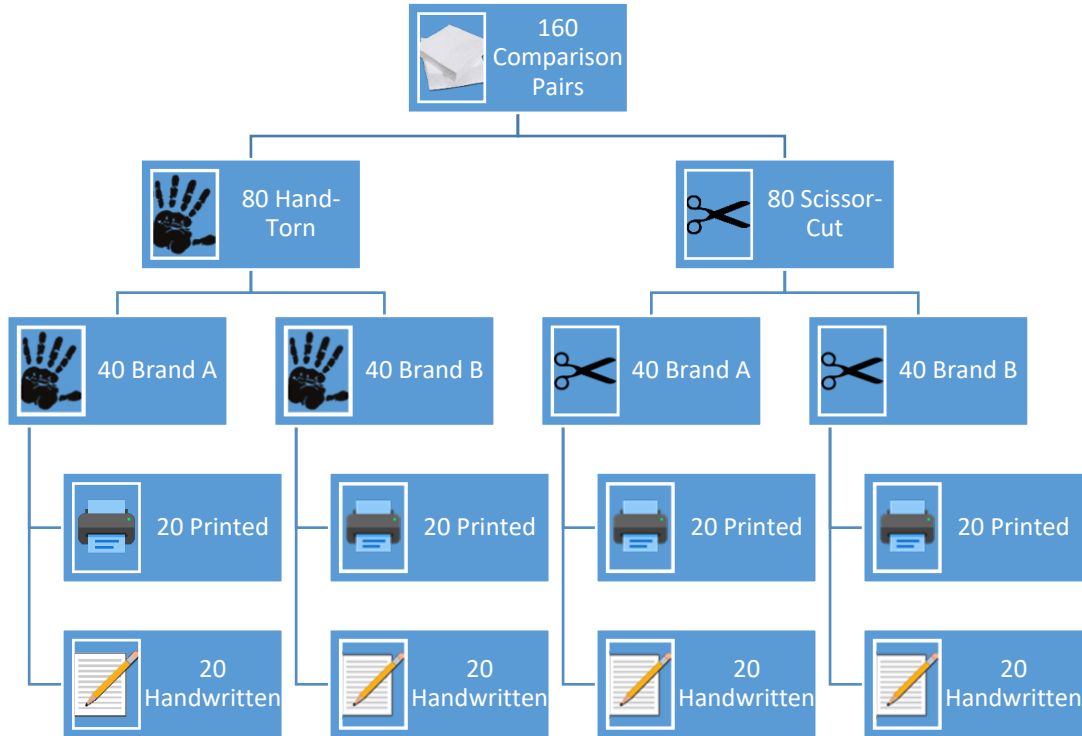 160
Comparison
Pairs
80 Hand-
Torn
80 Scissor-
Cut
40 Brand A
40 Brand B
40 Brand A
40 Brand B
20 Printed
20 Printed
20 Printed
20 Printed
20
Handwritten
20
Handwritten
20
Handwritten
20
Handwritten